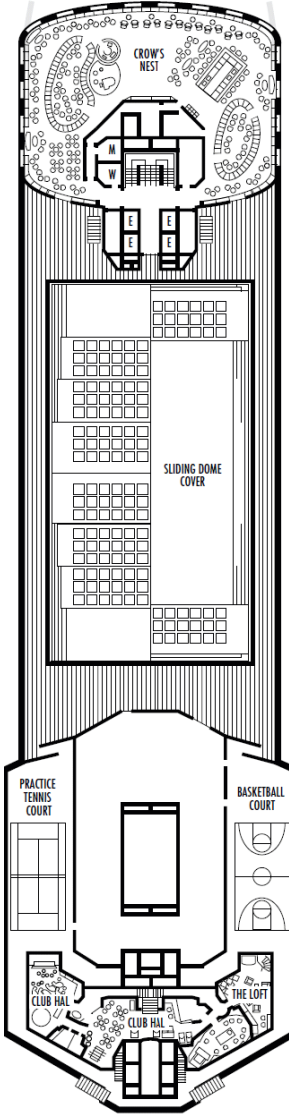 CROW'S
NEST
M
W
E
E
E
E
SLIDING DOME
COVER
PRACTICE
TENNIS
COURT
BASKETBALL
COURT
CLUB HAL
THE LOFT
CLUB HAL